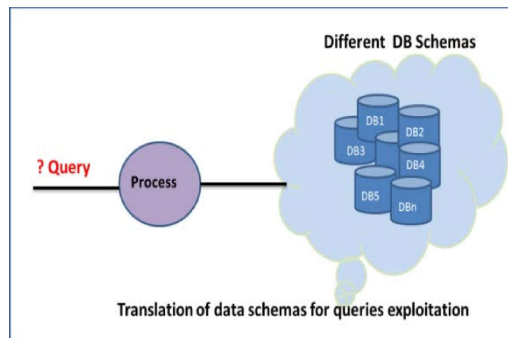 Different DB Schemas
DB1
DB2
DB3
DB4
? Query
Process
DB5
DBn
Translation of data schemas for queries exploitation